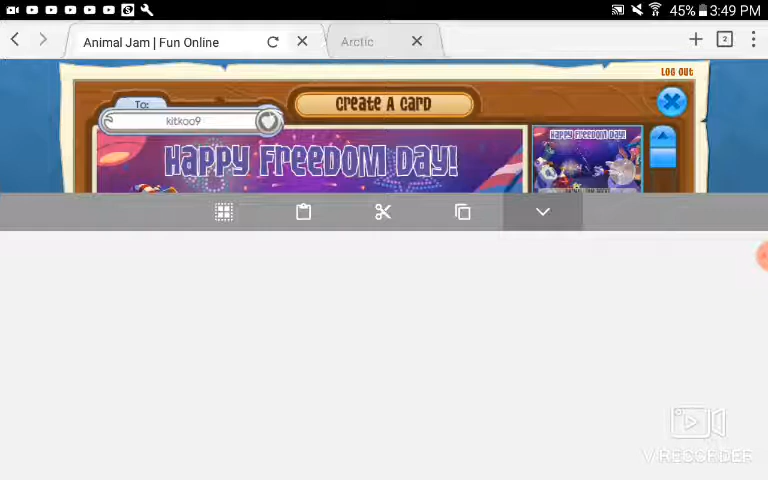 45% 3:49 PM
Animal Jam | Fun Online
Arctic
2
LOG OUT
To:
CREATE A CARD
kitkoo9
HAPPY FREEDOM DAY!
HAPPY FREEDOM DAY!
V RECORDER